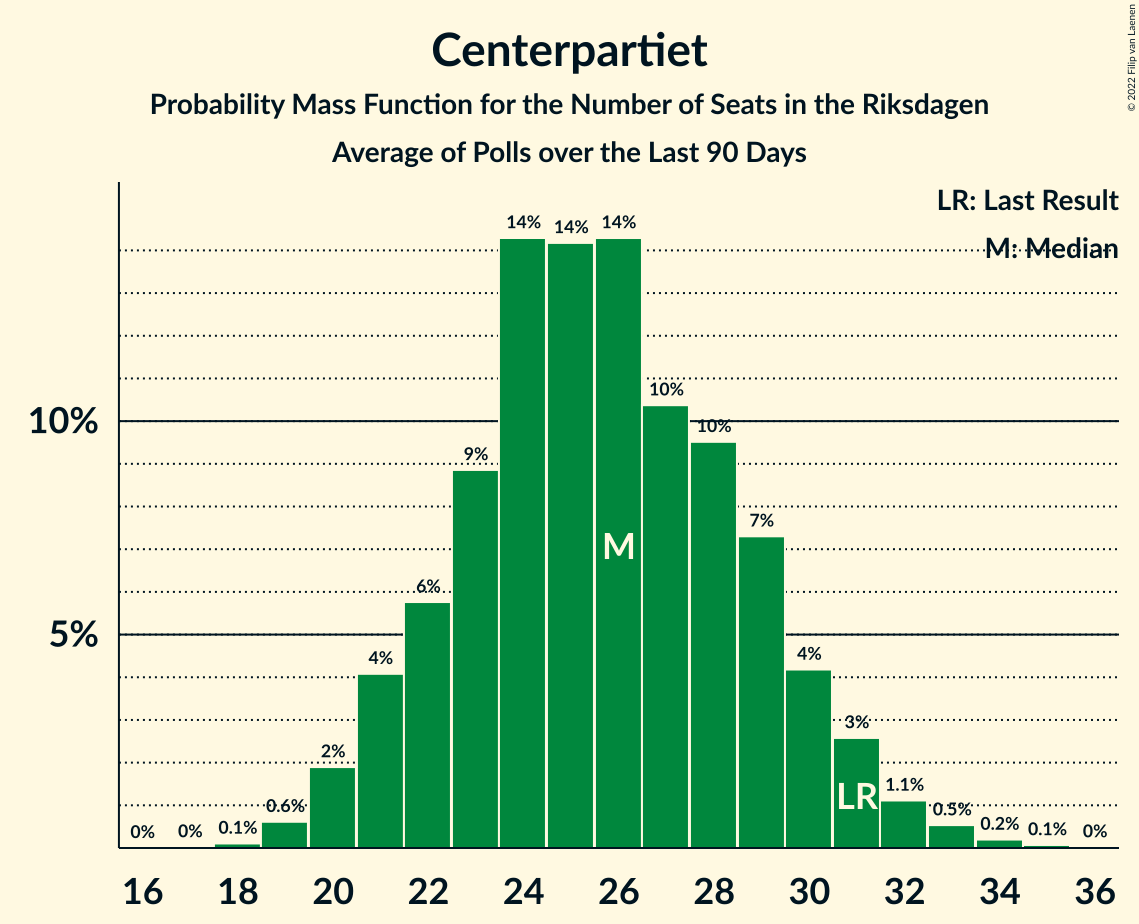 Centerpartiet
Probability Mass Function for the Number of Seats in the Riksdagen
Average of Polls over the Last 90 Days
© 2022 Filip van Laenen
LR: Last Result
M: Median
14%
14%
14%
10%
10%
10%
9%
7%
6%
5%
4%
4%
3%
2%
1.1%
0.6%
0.5%
0.2%
0.1%
0.1%
0%
0%
0%
M
LR
16 18 20 22 24 26 28 30 32 34 36